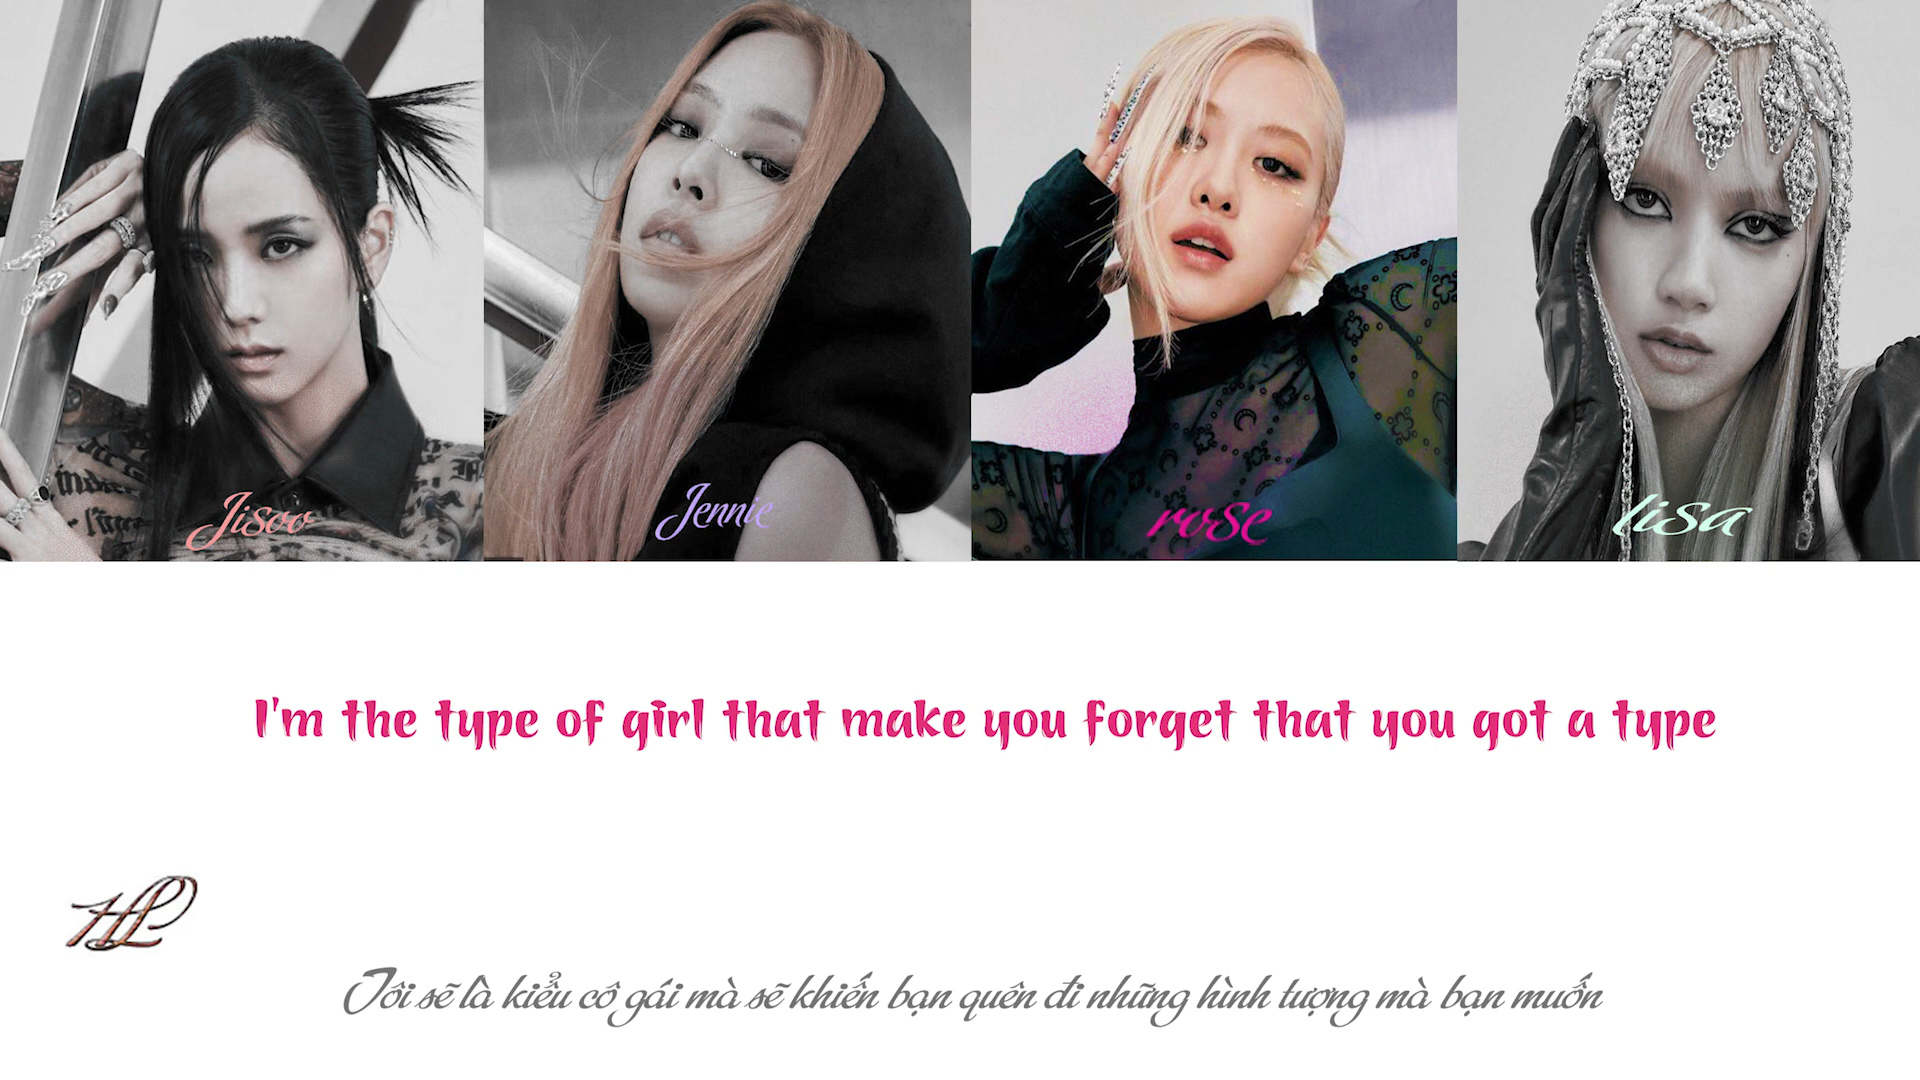 Jisoo
Jennie
rose
lisa
I'm the type of girl that make you forget that you got a type
HL
Tôi sẽ là kiểu cô gái mà sẽ khiến bạn quên đi những hình tượng mà bạn muốn